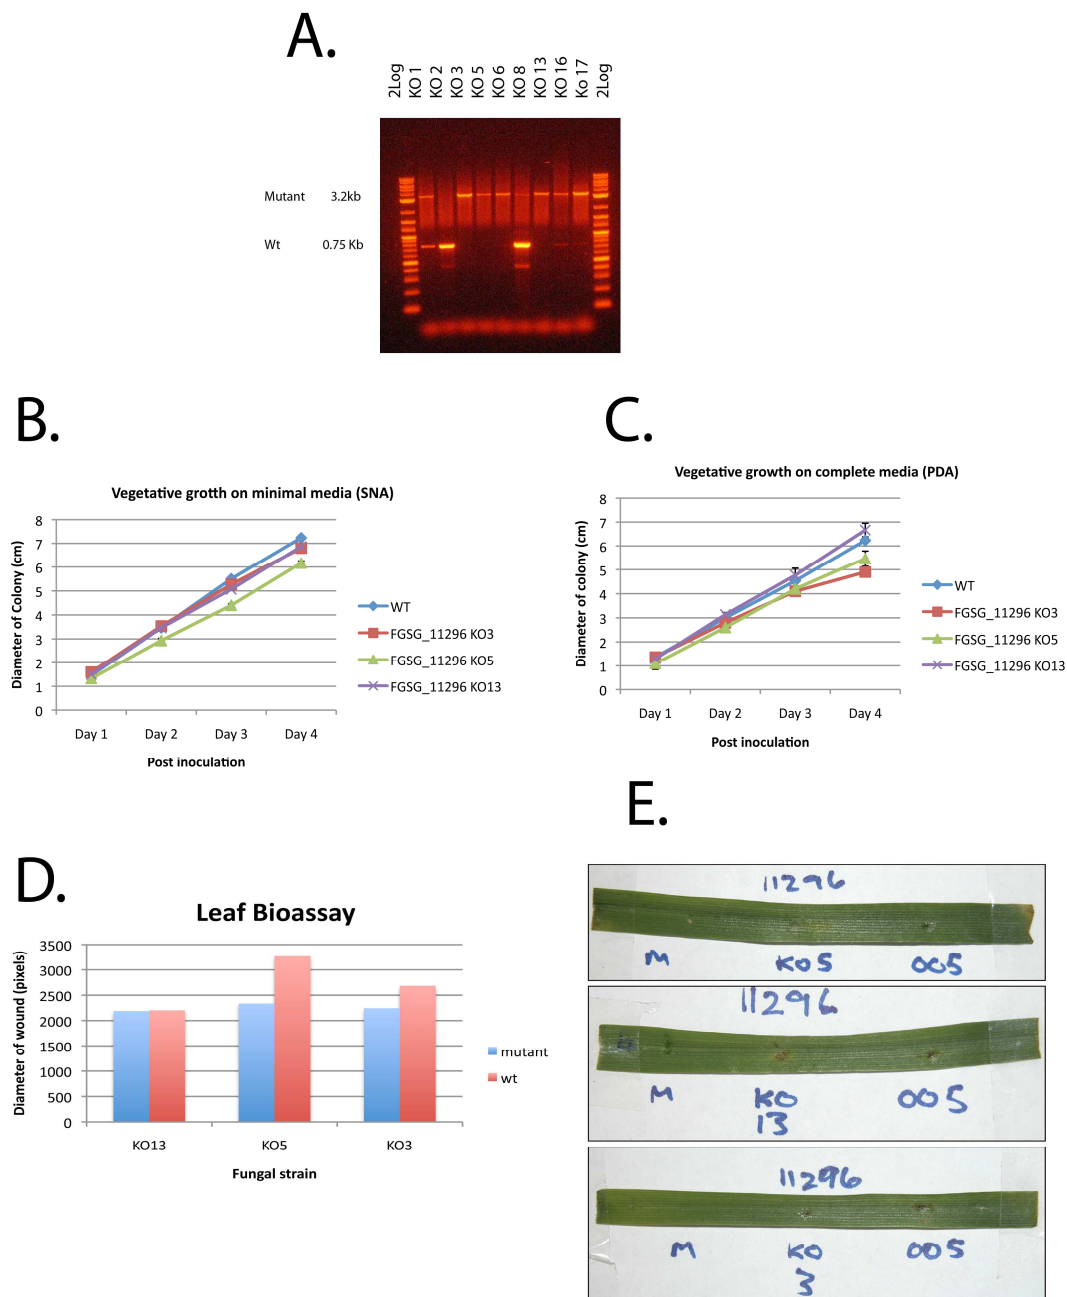 A.
2Log
KO 1
KO 2
KO 3
KO 5
KO 6
KO 8
KO 13
KO 16
Ko 17
2Log
Mutant 3.2kb
Wt 0.75 Kb
B.
Vegetative grotth on minimal media (SNA)
Diameter of Colony (cm)
8
7
6
5
4
3
2
1
0
Day 1 Day 2 Day 3 Day 4
Post inoculation
WT
FGSG_11296 KO3
FGSG_11296 KO5
FGSG_11296 KO13
C.
Vegetative growth on complete media (PDA)
Diameter of colony (cm)
8
7
6
5
4
3
2
1
0
Day 1 Day 2 Day 3 Day 4
Post inoculation
WT
FGSG_11296 KO3
FGSG_11296 KO5
FGSG_11296 KO13
D.
Leaf Bioassay
Diameter of wound (pixels)
3500
3000
2500
2000
1500
1000
500
0
KO13 KO5 KO3
Fungal strain
mutant
wt
E.
11296
M KO5 005
11296
M KO 005
13
11296
M KO 005
3